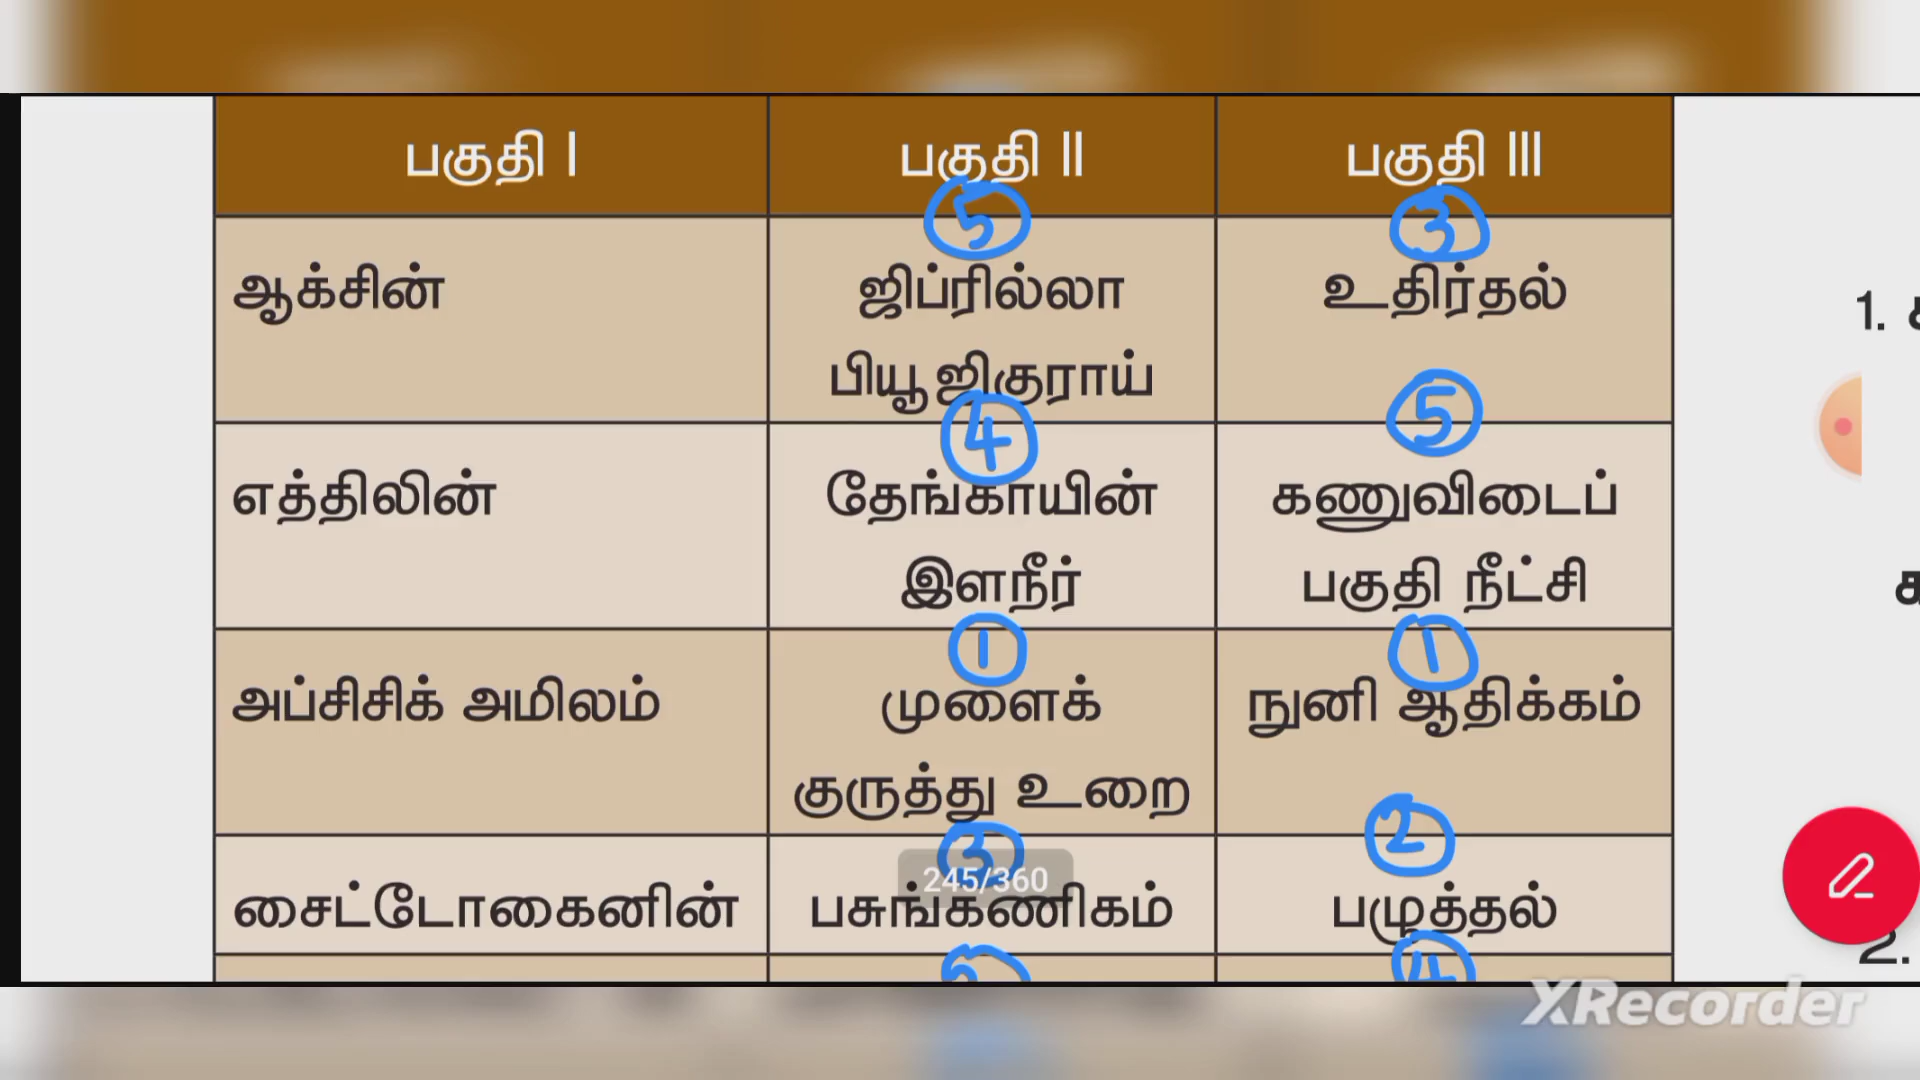 பகுதி I பகுதி II பகுதி III
5 3
ஆக்சின் ஜிப்ரில்லா உதிர்தல்
பியூஜிகுராய்
4 5
எத்திலின் தேங்காயின் கணுவிடைப்
இளநீர் பகுதி நீட்சி
1 1
அப்சிசிக் அமிலம் முளைக் நுனி ஆதிக்கம்
குருத்து உறை
3 2
245/360
சைட்டோகைனின் பசுங்கணிகம் பழுத்தல்
4
1.
2.
XRecorder